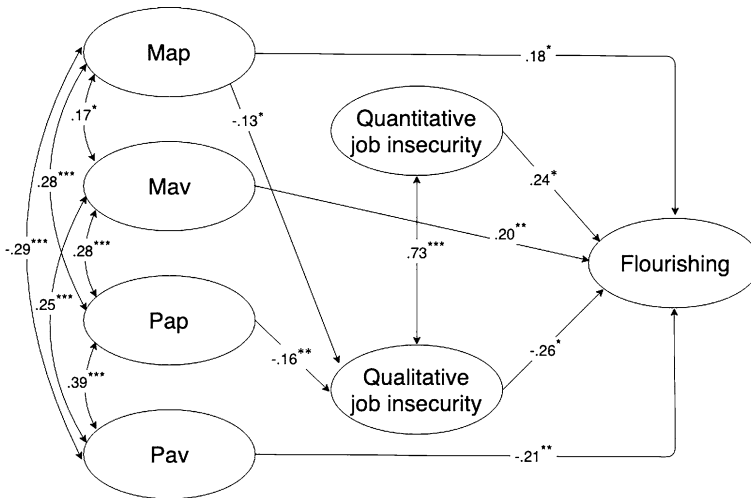 Map
.18*
.17*
-.13*
Quantitative
job insecurity
.28***
Mav
.24*
.20**
-.29***
.28***
.73***
Flourishing
.25***
Pap
-.16**
-.26*
.39***
Qualitative
job insecurity
Pav
-.21**